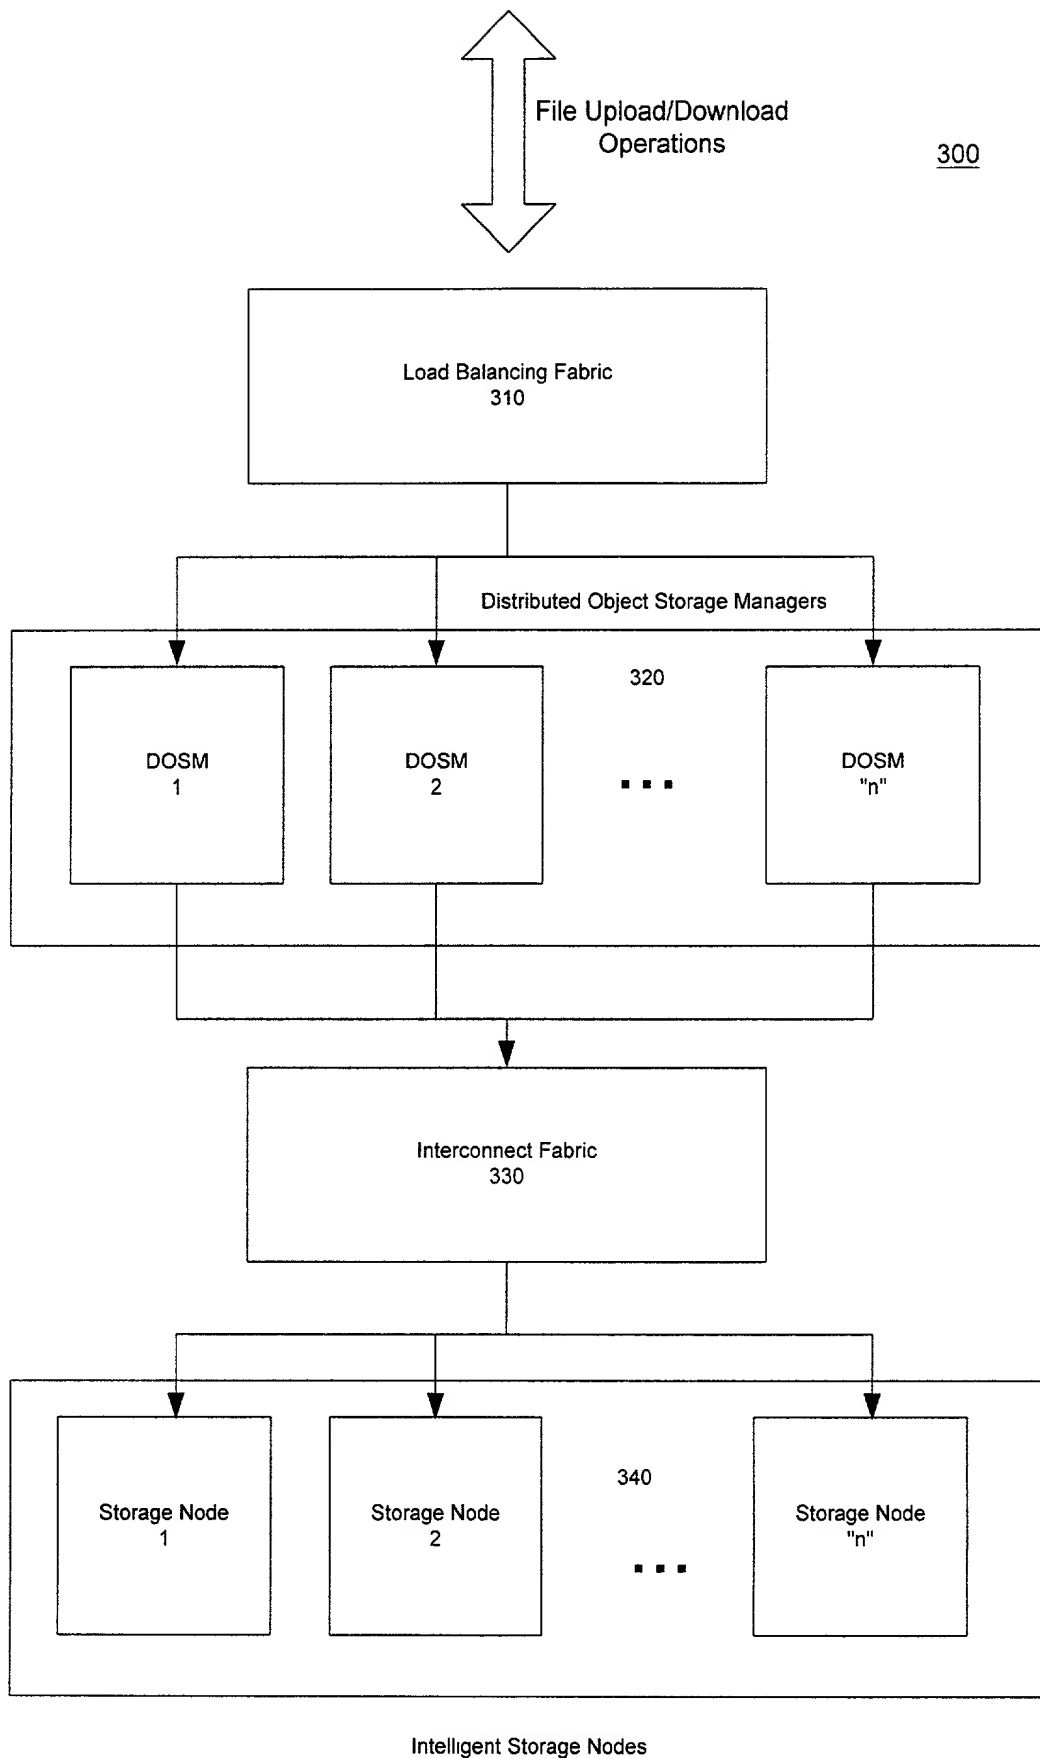 File Upload/Download
Operations
300
Load Balancing Fabric
310
Distributed Object Storage Managers
320
DOSM
1
DOSM
2
DOSM
"n"
Interconnect Fabric
330
340
Storage Node
1
Storage Node
2
Storage Node
"n"
Intelligent Storage Nodes